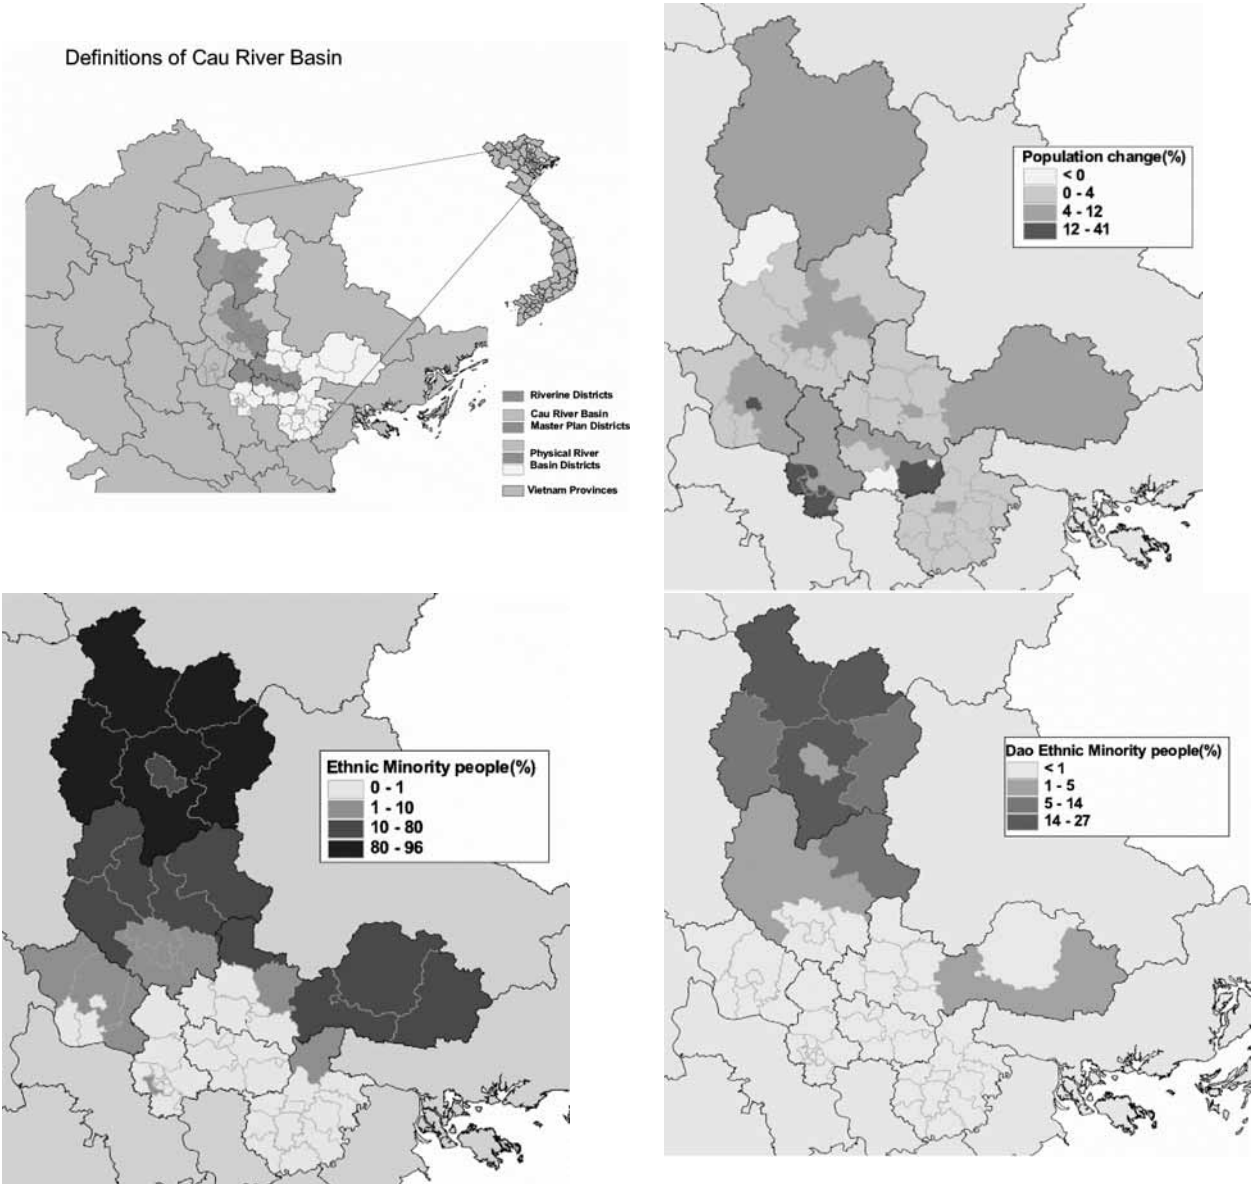 Definitions of Cau River Basin
Riverine Districts
Cau River Basin
Master Plan Districts
Physical River
Basin Districts
Vietnam Provinces
Population change(%)
< 0
0 - 4
4 - 12
12 - 41
Ethnic Minority people(%)
0 - 1
1 - 10
10 - 80
80 - 96
Dao Ethnic Minority people(%)
< 1
1 - 5
5 - 14
14 - 27